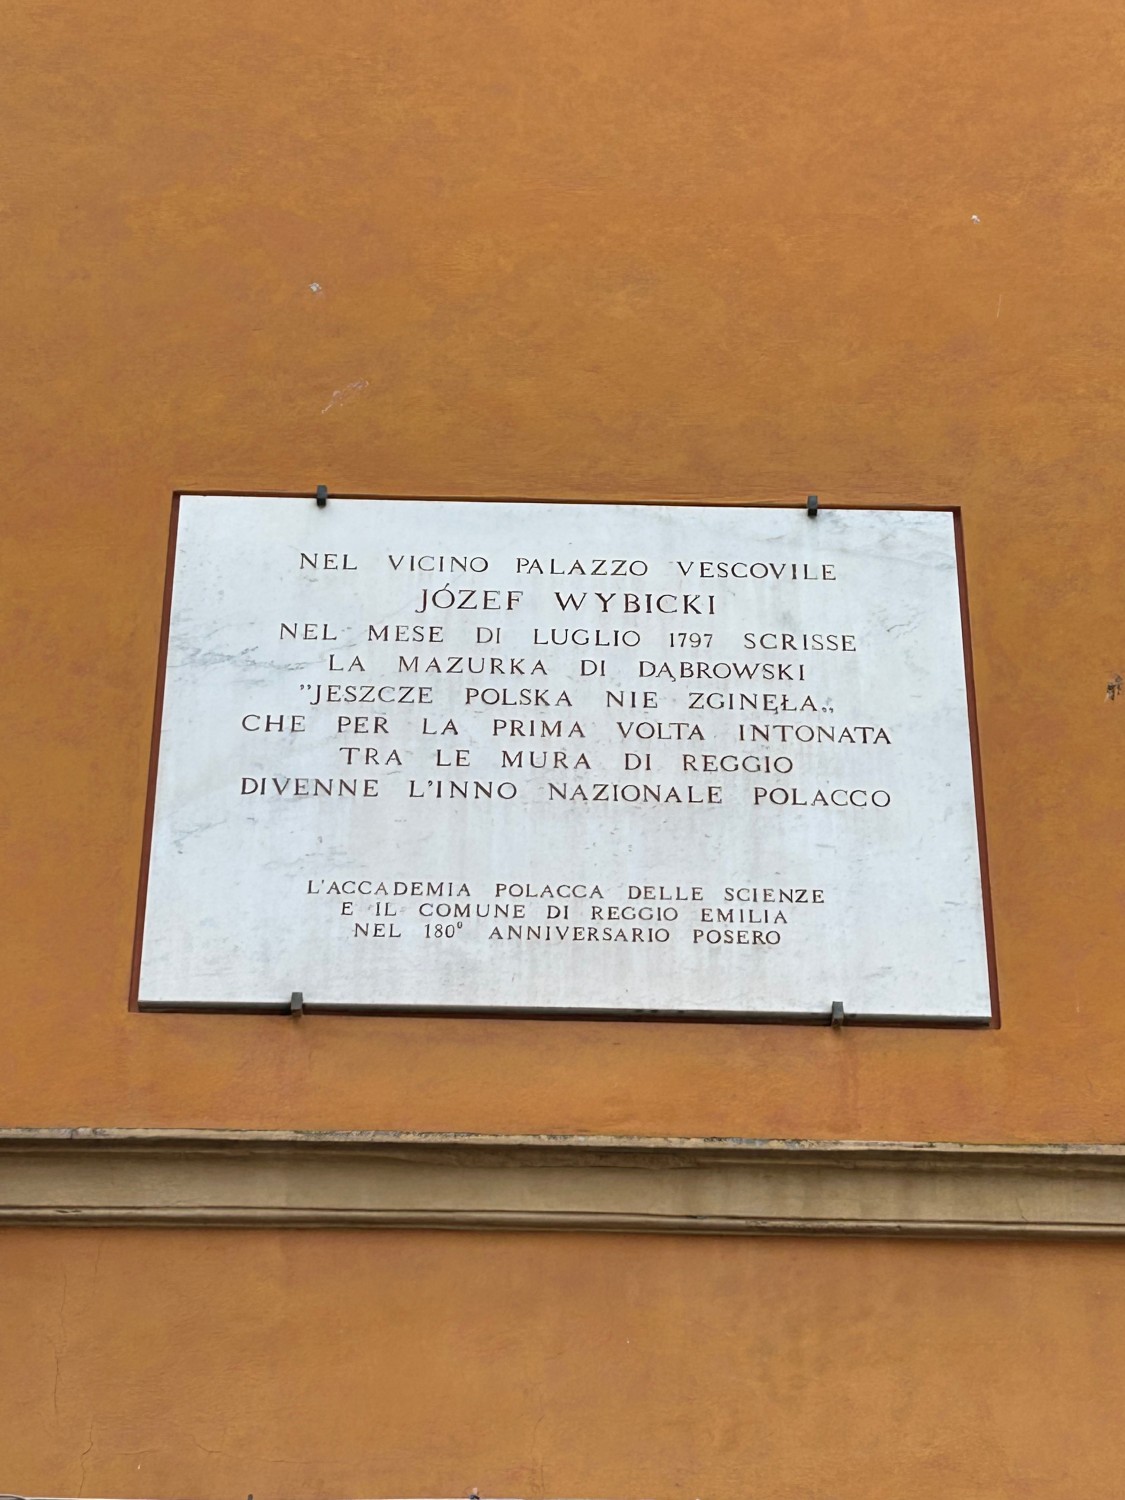 NEL VICINO PALAZZO VESCOVILE
JÓZEF WYBICKI
NEL MESE DI LUGLIO 1797 SCRISSE
LA MAZURKA DI DĄBROWSKI
”JESZCZE POLSKA NIE ZGINĘŁA„
CHE PER LA PRIMA VOLTA INTONATA
TRA LE MURA DI REGGIO
DIVENNE L'INNO NAZIONALE POLACCO
L'ACCADEMIA POLACCA DELLE SCIENZE
E IL COMUNE DI REGGIO EMILIA
NEL 180º ANNIVERSARIO POSERO